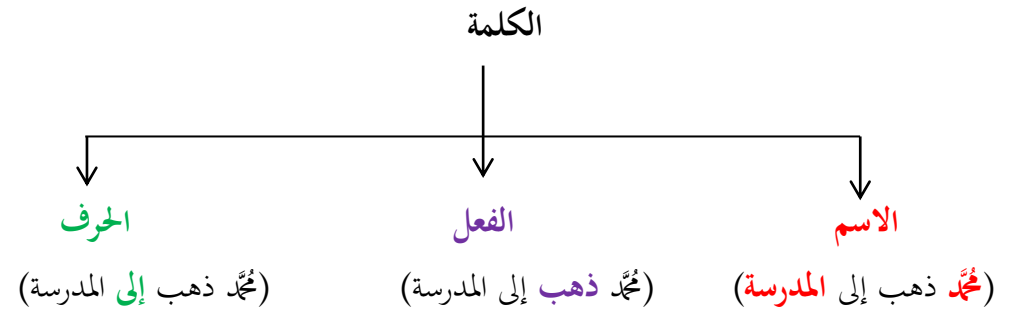 الكلمة
الاسم
الفعل
الحرف
(مُحَمَّد ذهب إلى المدرسة)
(مُحَمَّد ذهب إلى المدرسة)
(مُحَمَّد ذهب إلى المدرسة)